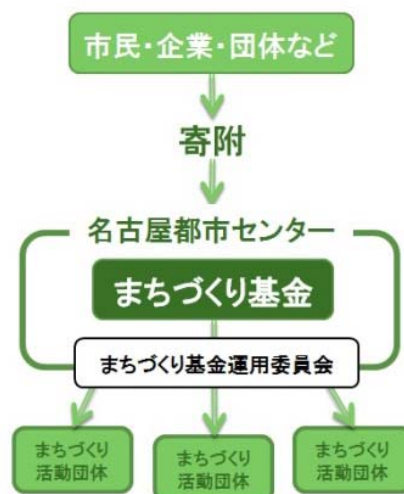 市民・企業・団体など
寄附
名古屋都市センター
まちづくり基金
まちづくり基金運用委員会
まちづくり
活動団体
まちづくり
活動団体
まちづくり
活動団体